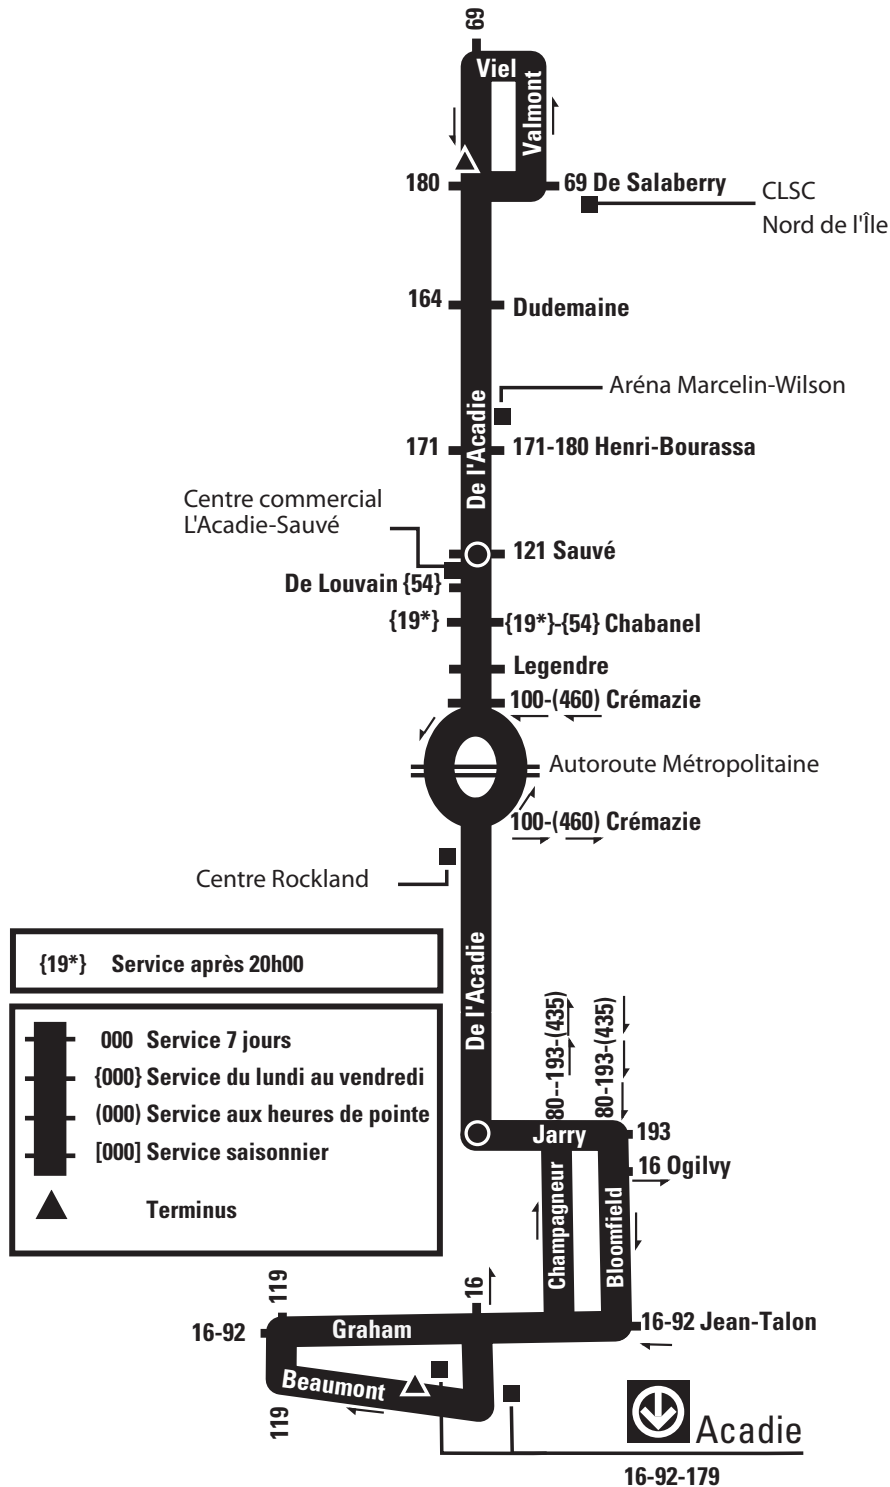 69
Viel
Valmont
180
69 De Salaberry
CLSC
Nord de l'Île
164
Dudemaine
Aréna Marcelin-Wilson
De l'Acadie
171
171-180 Henri-Bourassa
Centre commercial
L'Acadie-Sauvé
121 Sauvé
De Louvain {54}
{19*}
{19*}-{54} Chabanel
Legendre
100-(460) Crémazie
Autoroute Métropolitaine
100-(460) Crémazie
Centre Rockland
De l'Acadie
{19*} Service après 20h00
000 Service 7 jours
{000} Service du lundi au vendredi
(000) Service aux heures de pointe
[000] Service saisonnier
Terminus
80--193-(435)
80-193-(435)
Jarry
193
16 Ogilvy
Champagneur
Bloomfield
119
16
16-92
Graham
16-92 Jean-Talon
Beaumont
119
Acadie
16-92-179